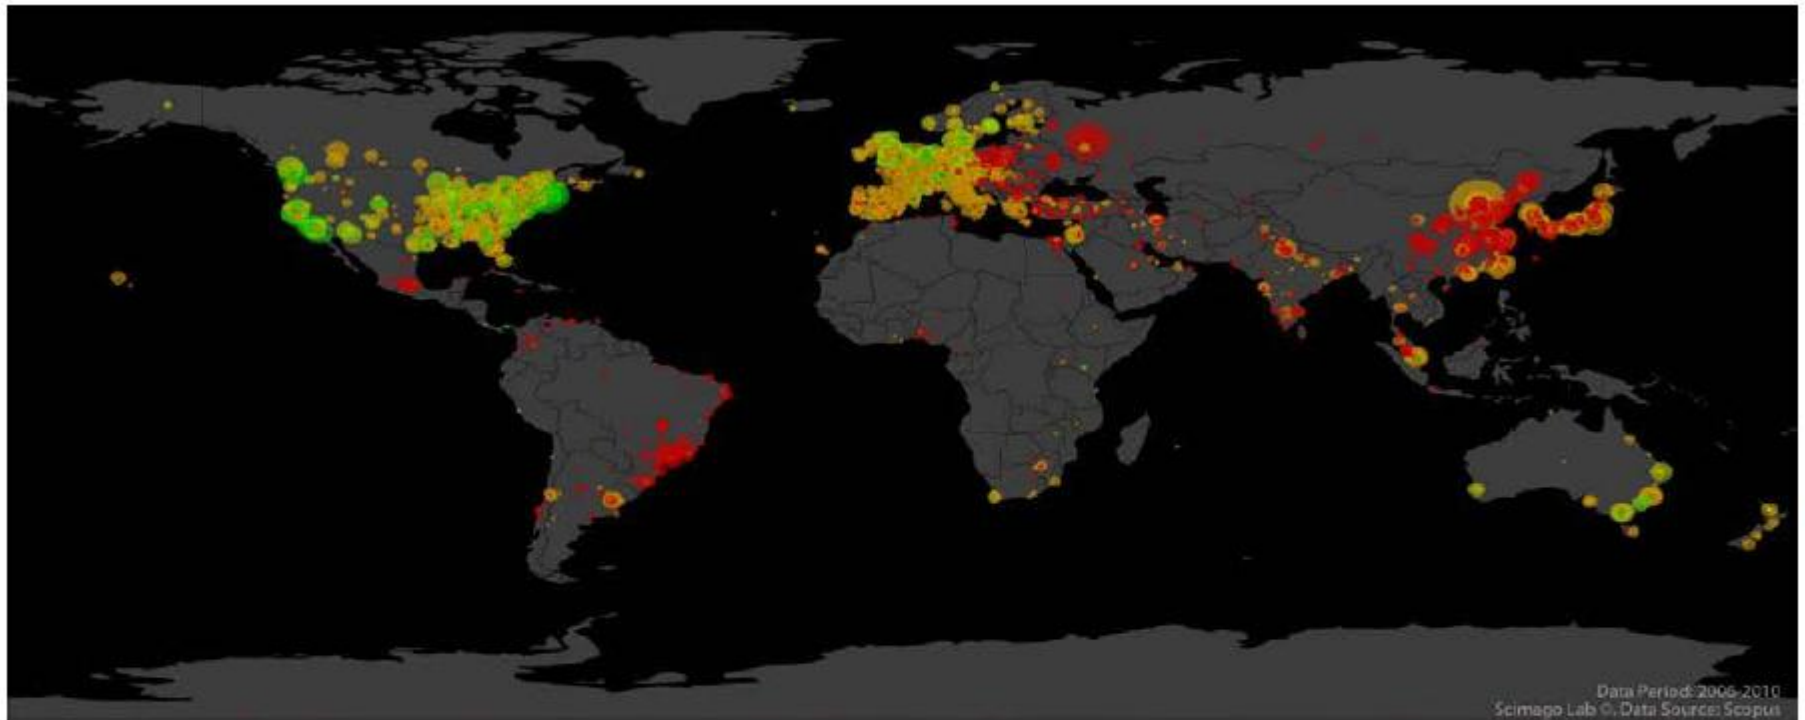 Data Period: 2006-2010
Scimago Lab ©, Data Source: Scopus